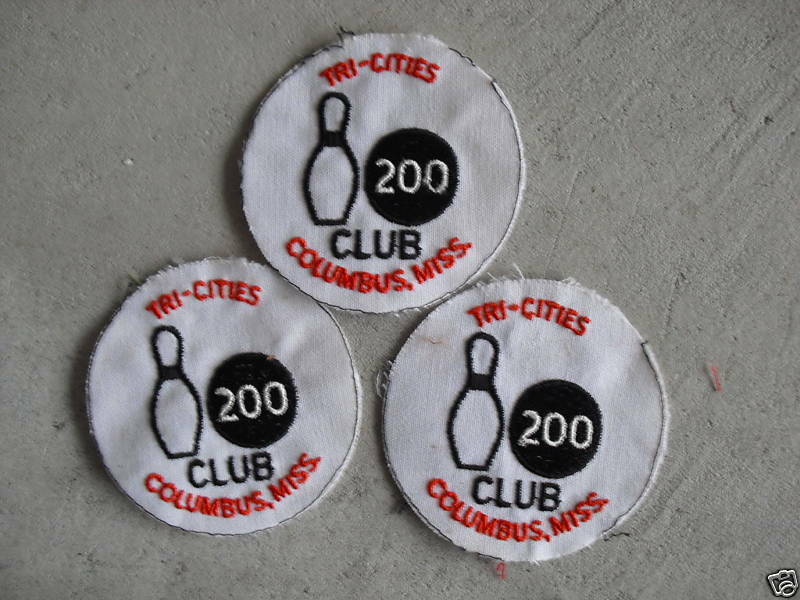 TRI-CITIES
200
CLUB
COLUMBUS, MISS.
TRI-CITIES
200
CLUB
COLUMBUS, MISS.
TRI-CITIES
200
CLUB
COLUMBUS, MISS.